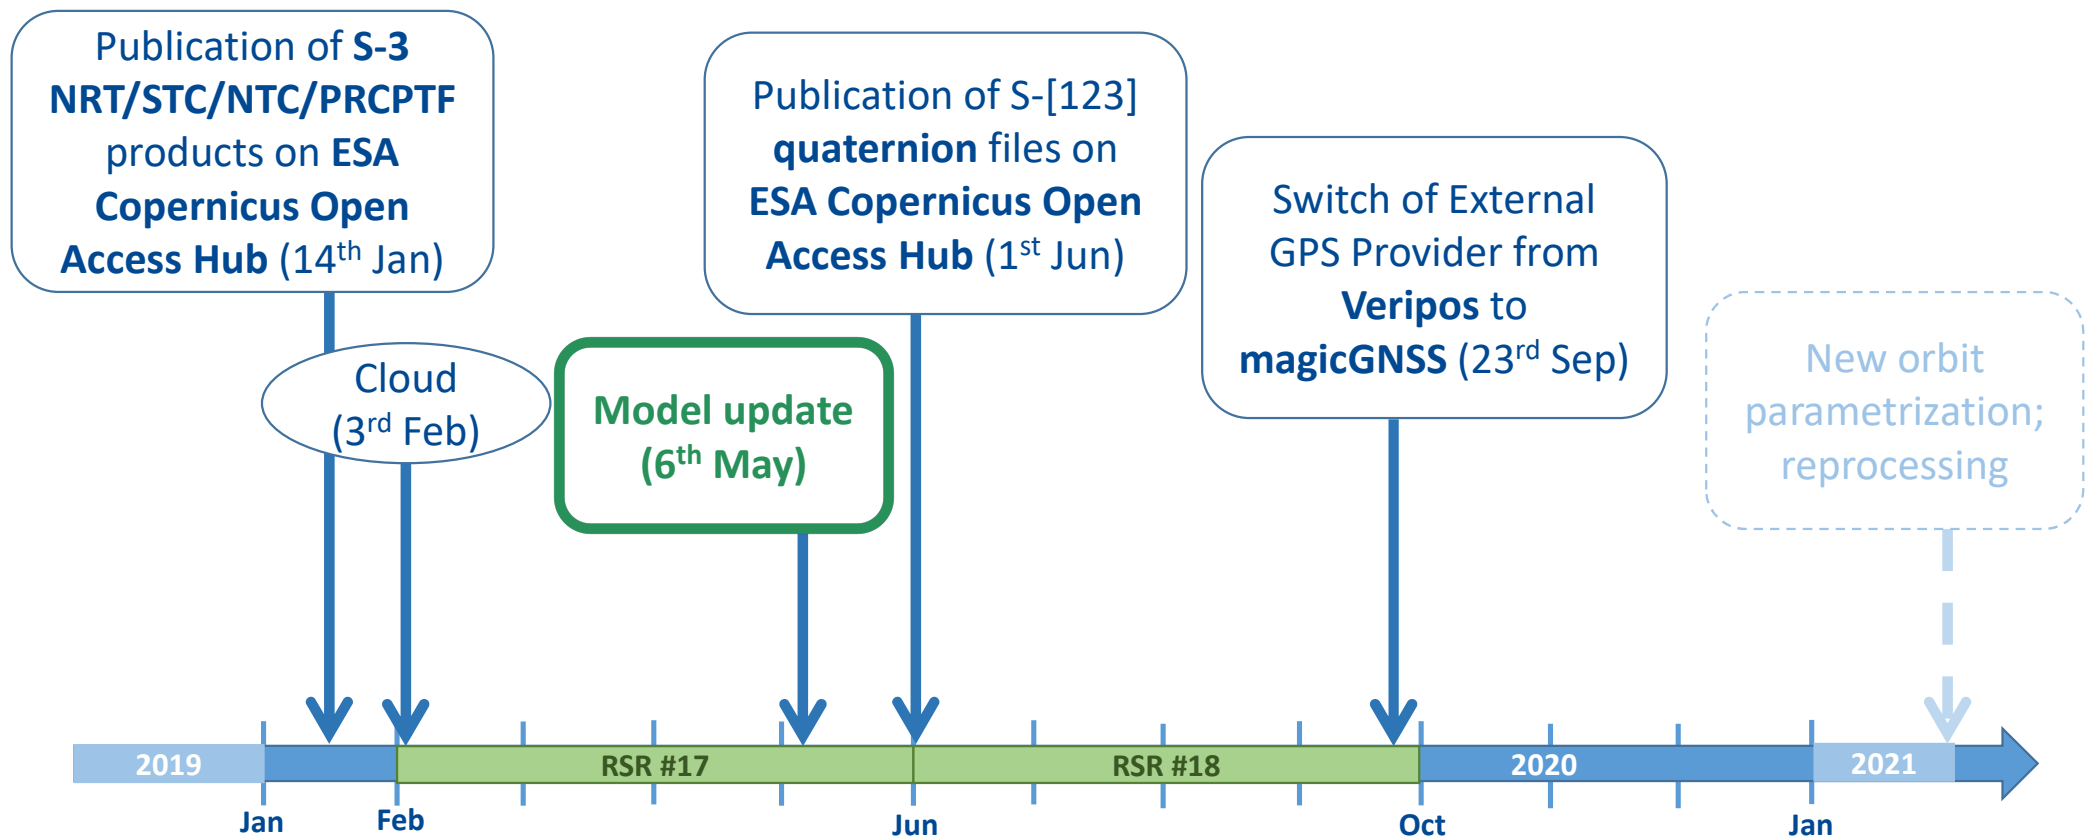 Publication of S-3
NRT/STC/NTC/PRCPTF
products on ESA
Copernicus Open
Access Hub (14th Jan)
Cloud
(3rd Feb)
Model update
(6th May)
Publication of S-[123]
quaternion files on
ESA Copernicus Open
Access Hub (1st Jun)
Switch of External
GPS Provider from
Veripos to
magicGNSS (23rd Sep)
New orbit
parametrization;
reprocessing
2019
RSR #17
RSR #18
2020
2021
Jan
Feb
Jun
Oct
Jan